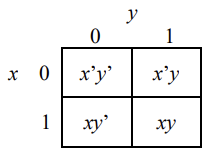 y
0 1
x 0 x’y’ x’y
1 xy’ xy